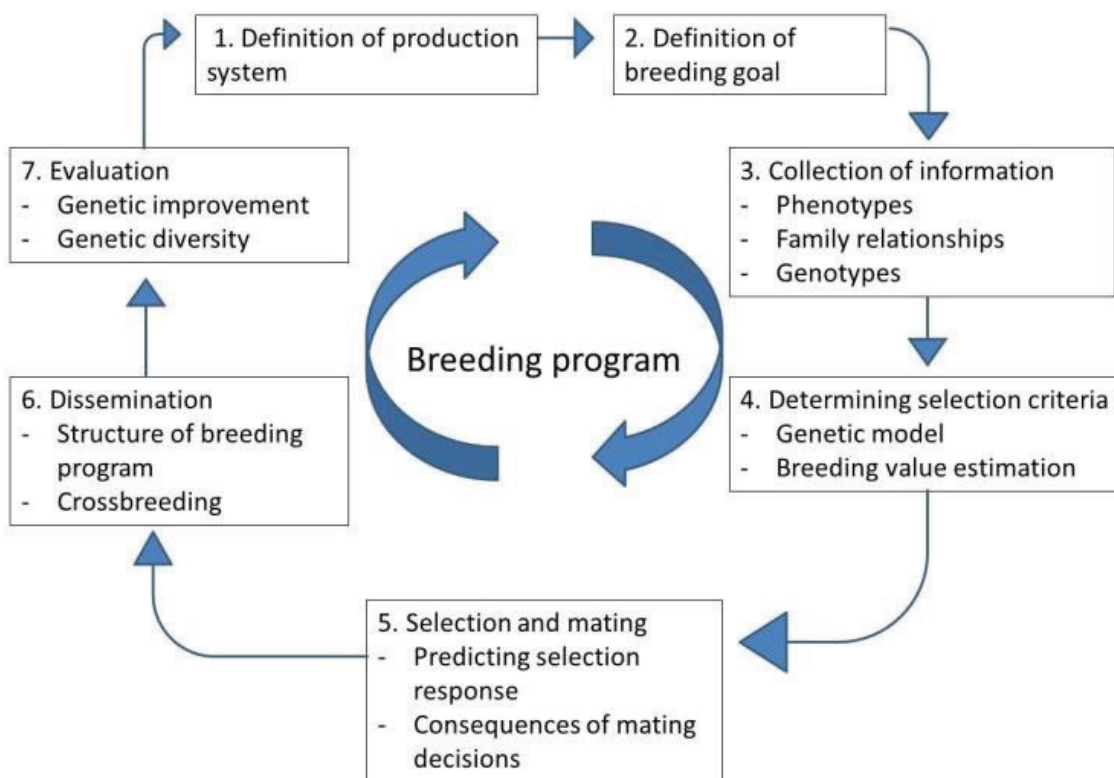 1. Definition of production
system
2. Definition of
breeding goal
3. Collection of information
- Phenotypes
- Family relationships
- Genotypes
4. Determining selection criteria
- Genetic model
- Breeding value estimation
5. Selection and mating
- Predicting selection
response
- Consequences of mating
decisions
6. Dissemination
- Structure of breeding
program
- Crossbreeding
7. Evaluation
- Genetic improvement
- Genetic diversity
Breeding program